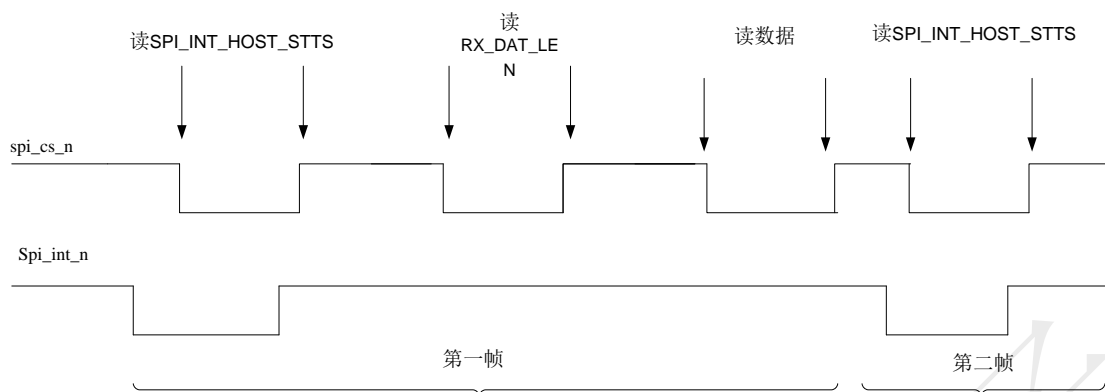 读SPI_INT_HOST_STTS
读
RX_DAT_LE
N
读数据
读SPI_INT_HOST_STTS
spi_cs_n
Spi_int_n
第一帧
第二帧